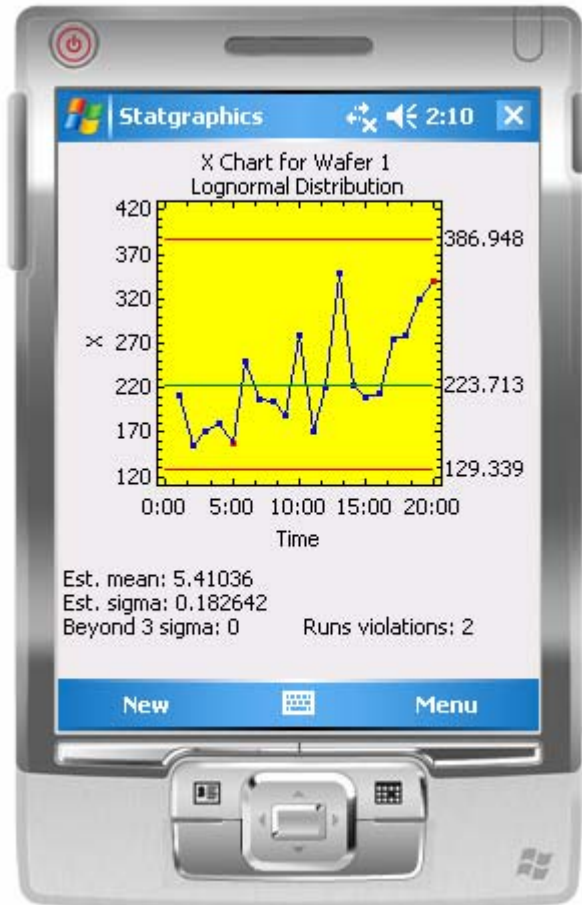 Statgraphics 2:10
X Chart for Wafer 1
Lognormal Distribution
420
370
320
270
220
170
120
X
386.948
223.713
129.339
0:00 5:00 10:00 15:00 20:00
Time
Est. mean: 5.41036
Est. sigma: 0.182642
Beyond 3 sigma: 0 Runs violations: 2
New Menu